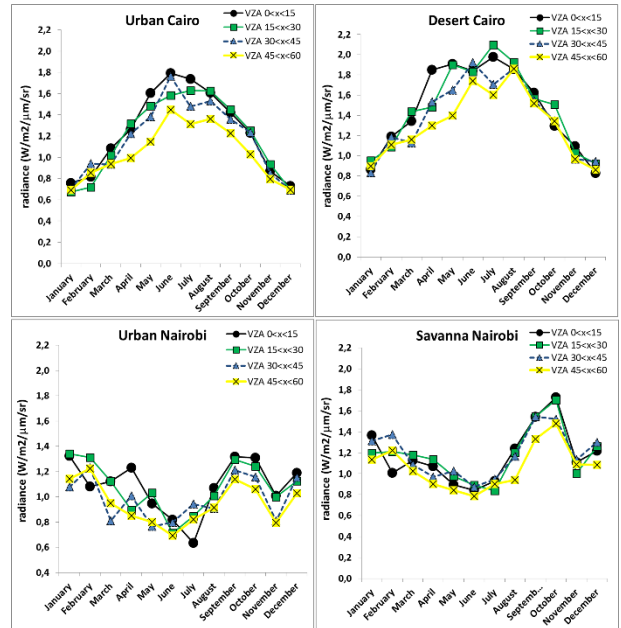 Urban Cairo
VZA 0<x<15
VZA 15<x<30
VZA 30<x<45
VZA 45<x<60
radiance (W/m2/µm/sr)
2,2
2,0
1,8
1,6
1,4
1,2
1,0
0,8
0,6
0,4
0,2
0,0
January
February
March
April
May
June
July
August
September
October
November
December
Desert Cairo
VZA 0<x<15
VZA 15<x<30
VZA 30<x<45
VZA 45<x<60
radiance (W/m2/µm/sr)
2,2
2,0
1,8
1,6
1,4
1,2
1,0
0,8
0,6
0,4
0,2
0,0
January
February
March
April
May
June
July
August
September
October
November
December
Urban Nairobi
VZA 0<x<15
VZA 15<x<30
VZA 30<x<45
VZA 45<x<60
radiance (W/m2/µm/sr)
2,2
2,0
1,8
1,6
1,4
1,2
1,0
0,8
0,6
0,4
January
February
March
April
May
June
July
August
September
October
November
December
Savanna Nairobi
VZA 0<x<15
VZA 15<x<30
VZA 30<x<45
VZA 45<x<60
radiance (W/m2/µm/sr)
2,2
2,0
1,8
1,6
1,4
1,2
1,0
0,8
0,6
0,4
0,2
0,0
January
February
March
April
May
June
July
August
Septemb...
October
November
December